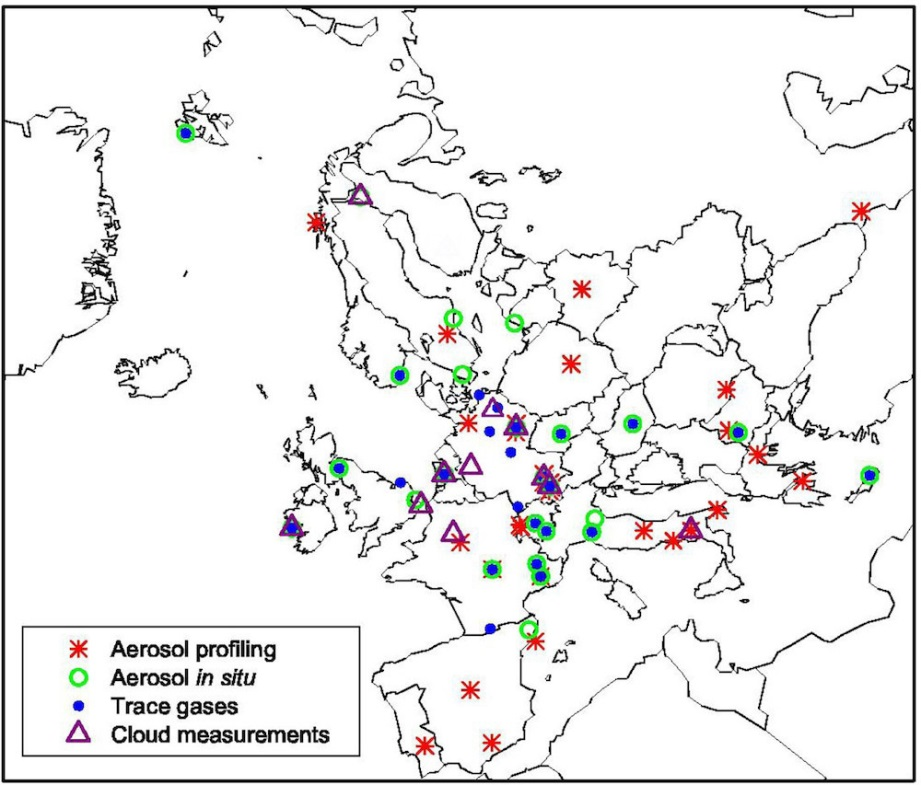 Aerosol profiling
Aerosol in situ
Trace gases
Cloud measurements